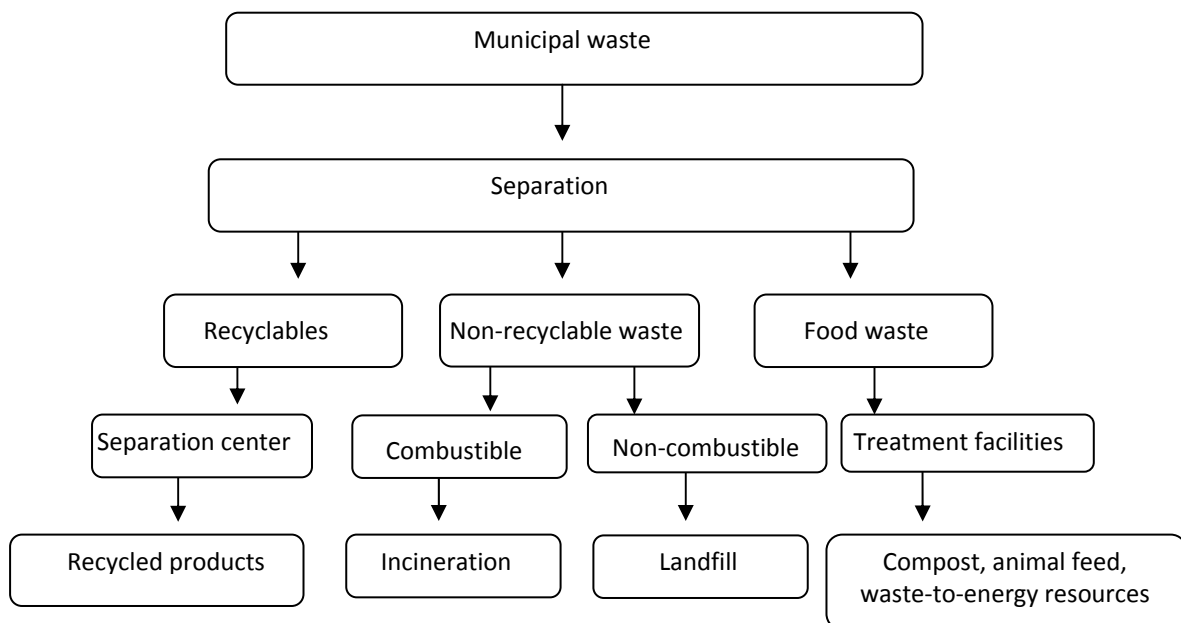 Municipal waste
Separation
Recyclables
Non-recyclable waste
Food waste
Separation center
Combustible
Non-combustible
Treatment facilities
Recycled products
Incineration
Landfill
Compost, animal feed,
waste-to-energy resources